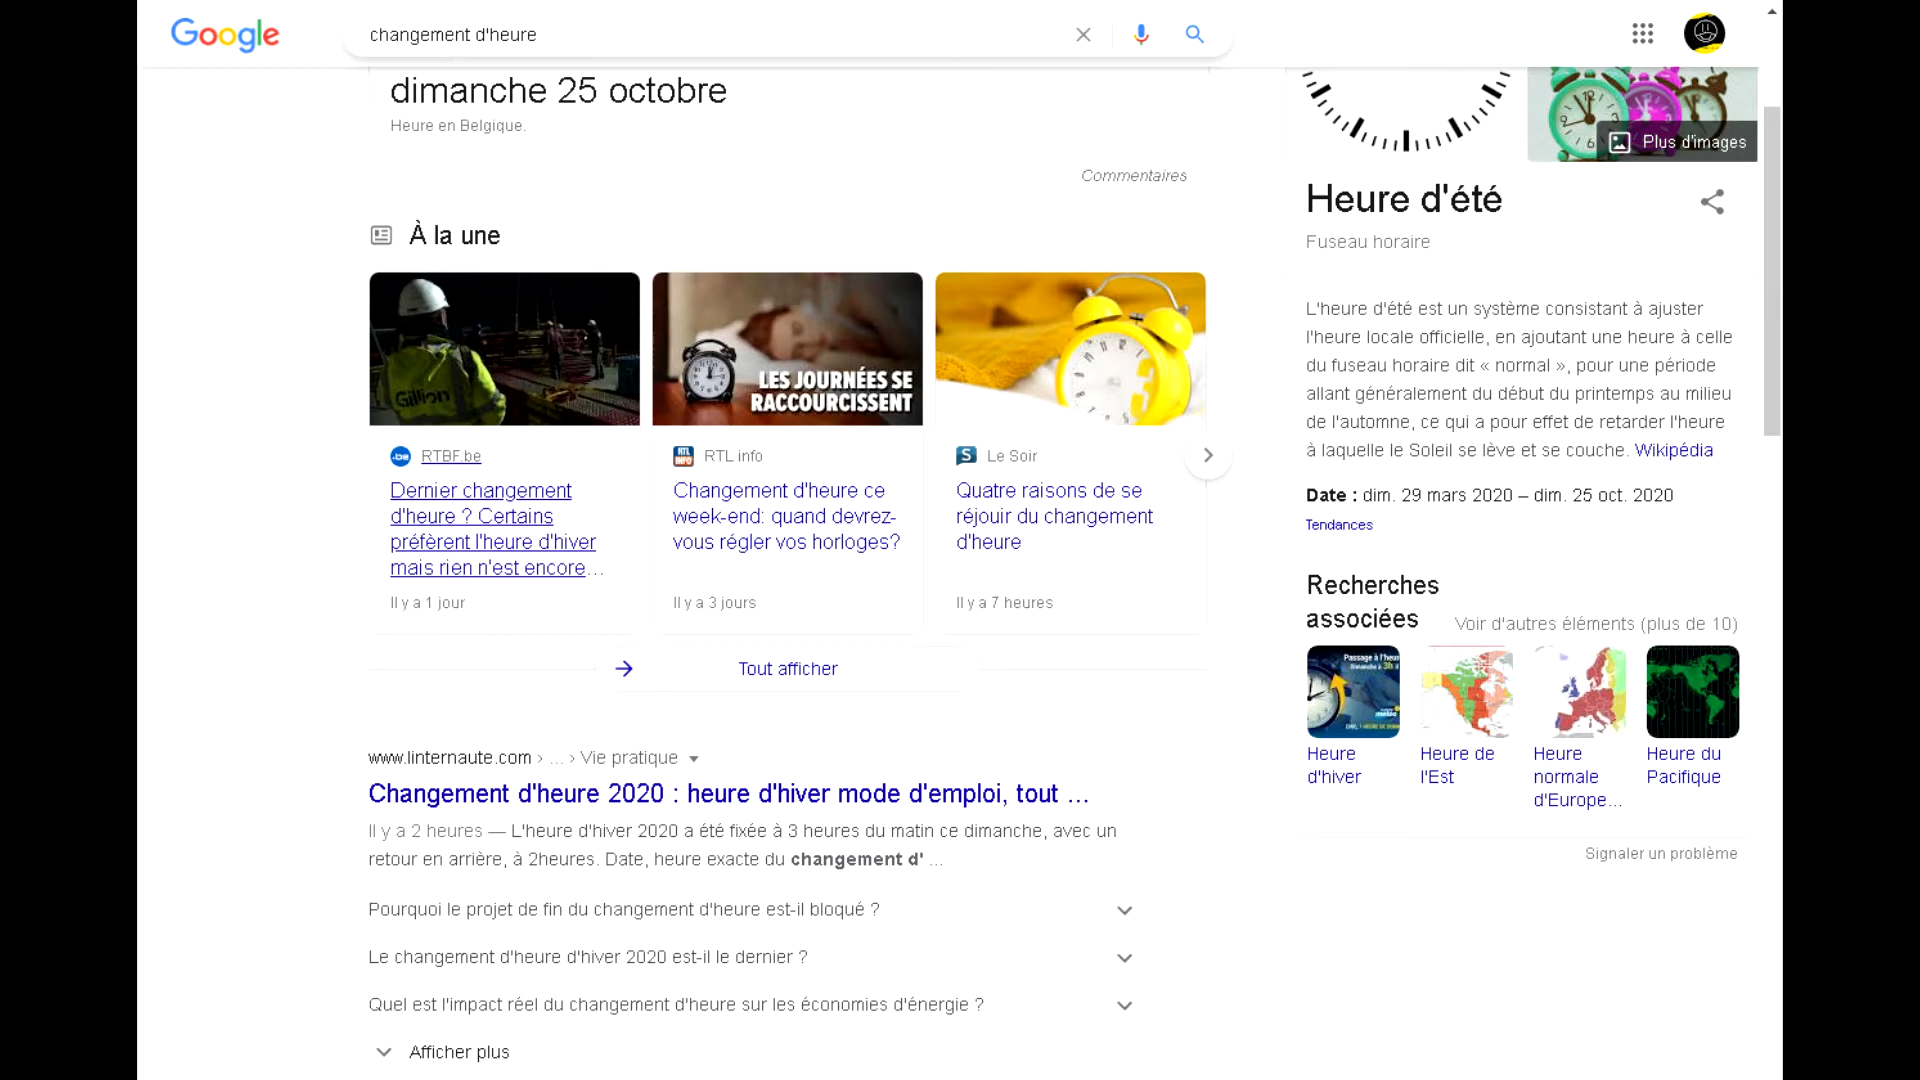 Google
changement d'heure
dimanche 25 octobre
Heure en Belgique.
Commentaires
À la une
Gillion
RTBF.be
Dernier changement
d'heure ? Certains
préfèrent l'heure d'hiver
mais rien n'est encore…
Il y a 1 jour
LES JOURNÉES SE
RACCOURCISSENT
RTL info
Changement d'heure ce
week-end: quand devrez-
vous régler vos horloges?
Il y a 3 jours
Le Soir
Quatre raisons de se
réjouir du changement
d'heure
Il y a 7 heures
Tout afficher
www.linternaute.com › ... › Vie pratique
Changement d'heure 2020 : heure d'hiver mode d'emploi, tout ...
Il y a 2 heures — L'heure d'hiver 2020 a été fixée à 3 heures du matin ce dimanche, avec un
retour en arrière, à 2heures. Date, heure exacte du changement d' ...
Pourquoi le projet de fin du changement d'heure est-il bloqué ?
Le changement d'heure d'hiver 2020 est-il le dernier ?
Quel est l'impact réel du changement d'heure sur les économies d'énergie ?
Afficher plus
Plus d'images
Heure d'été
Fuseau horaire
L'heure d'été est un système consistant à ajuster
l'heure locale officielle, en ajoutant une heure à celle
du fuseau horaire dit « normal », pour une période
allant généralement du début du printemps au milieu
de l'automne, ce qui a pour effet de retarder l'heure
à laquelle le Soleil se lève et se couche. Wikipédia
Date : dim. 29 mars 2020 – dim. 25 oct. 2020
Tendances
Recherches
associées
Voir d'autres éléments (plus de 10)
Passage à l'heur
Dimanche à 3h
Heure
d'hiver
Heure de
l'Est
Heure
normale
d'Europe...
Heure du
Pacifique
Signaler un problème